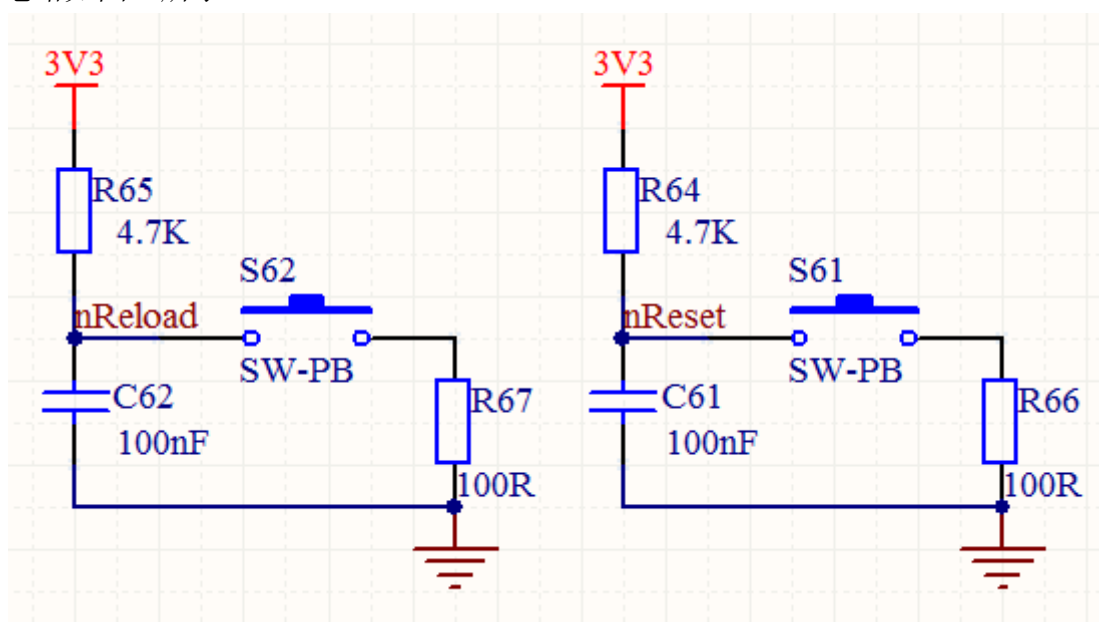 3V3
R65
4.7K
S62
nReload
SW-PB
C62
100nF
R67
100R
3V3
R64
4.7K
S61
nReset
SW-PB
C61
100nF
R66
100R